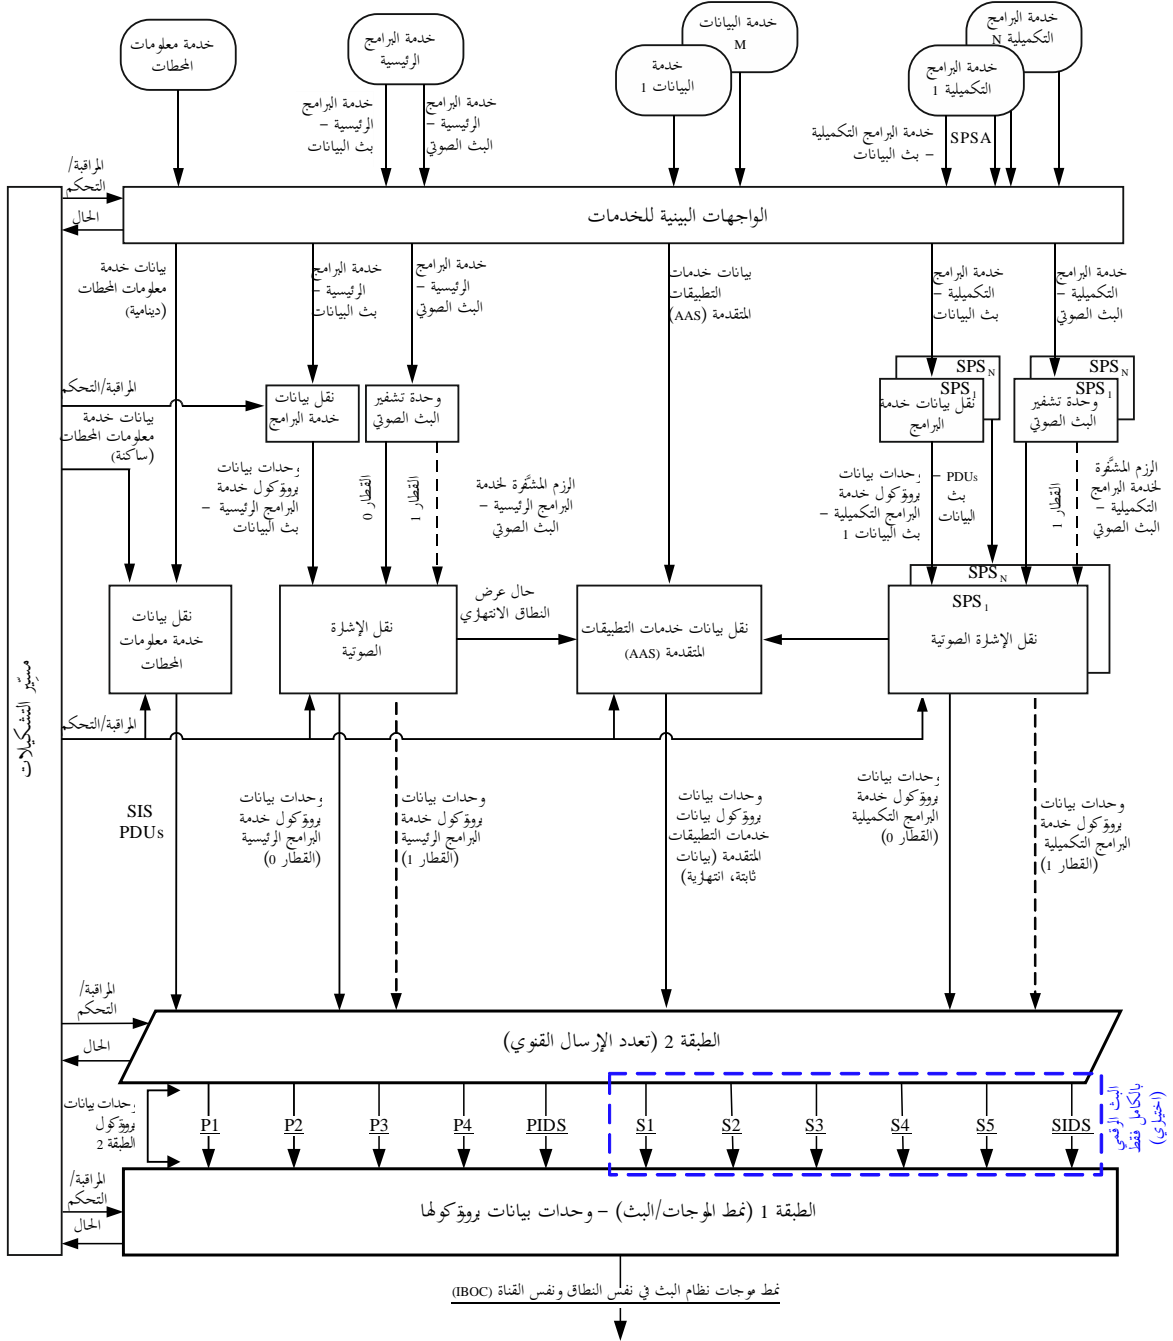 خدمة معلومات
المحطات
خدمة البرامج
الرئيسية
خدمة البيانات
M
خدمة
البيانات 1
خدمة البرامج
التكميلية N
خدمة البرامج
التكميلية 1
خدمة البرامج
الرئيسية –
بث البيانات
خدمة البرامج
الرئيسية –
البث الصوتي
خدمة البرامج التكميلية
– بث البيانات
SPSA
المراقبة/
التحكم
الحال
الواجهات البينية للخدمات
بيانات خدمة
معلومات المحطات
(دينامية)
خدمة البرامج
الرئيسية –
بث البيانات
خدمة البرامج
الرئيسية –
البث الصوتي
بيانات خدمات
التطبيقات
المتقدمة (AAS)
خدمة البرامج
التكميلية –
بث البيانات
خدمة البرامج
التكميلية –
البث الصوتي
المراقبة/التحكم
بيانات خدمة
معلومات المحطات
(ساكنة)
نقل بيانات
خدمة البرامج
وحدة تشفير
البث الصوتي
SPS N
SPS 1
نقل بيانات خدمة
البرامج
SPS N
SPS 1
وحدة تشفير
البث الصوتي
وحدات بيانات
بروتوكول خدمة
البرامج الرئيسية –
بث البيانات
القطار 0
القطار 1
الرزم المشفَّرة لخدمة
البرامج الرئيسية –
البث الصوتي
وحدات بيانات
بروتوكول خدمة
البرامج التكميلية –
بث البيانات 1
PDUs –
بث
البيانات
القطار 1
الرزم المشفَّرة
لخدمة البرامج
التكميلية –
البث الصوتي
نقل بيانات
خدمة معلومات
المحطات
نقل الإشارة
الصوتية
حال عرض
النطاق الانتهازي
نقل بيانات خدمات التطبيقات
المتقدمة (AAS)
SPS N
SPS 1
نقل الإشارة الصوتية
مسيّر التشكيلات
المراقبة/التحكم
SIS
PDUs
وحدات بيانات
بروتوكول خدمة
البرامج الرئيسية
(القطار 0)
وحدات بيانات
بروتوكول خدمة
البرامج الرئيسية
(القطار 1)
وحدات بيانات
بروتوكول بيانات
خدمات التطبيقات
المتقدمة (بيانات
ثابتة، انتهازية)
وحدات بيانات
بروتوكول خدمة
البرامج التكميلية
(القطار 0)
وحدات بيانات
بروتوكول خدمة
البرامج التكميلية
(القطار 1)
المراقبة/
التحكم
الحال
الطبقة 2 (تعدد الإرسال القنوي)
وحدات بيانات
بروتوكول
الطبقة 2
P1
P2
P3
P4
PIDS
S1
S2
S3
S4
S5
SIDS
البث الرقمي
بالكامل فقط
(اختياري)
المراقبة/
التحكم
الحال
الطبقة 1 (نمط الموجات/البث) – وحدات بيانات بروتوكولها
نمط موجات نظام البث في نفس النطاق ونفس القناة (IBOC)